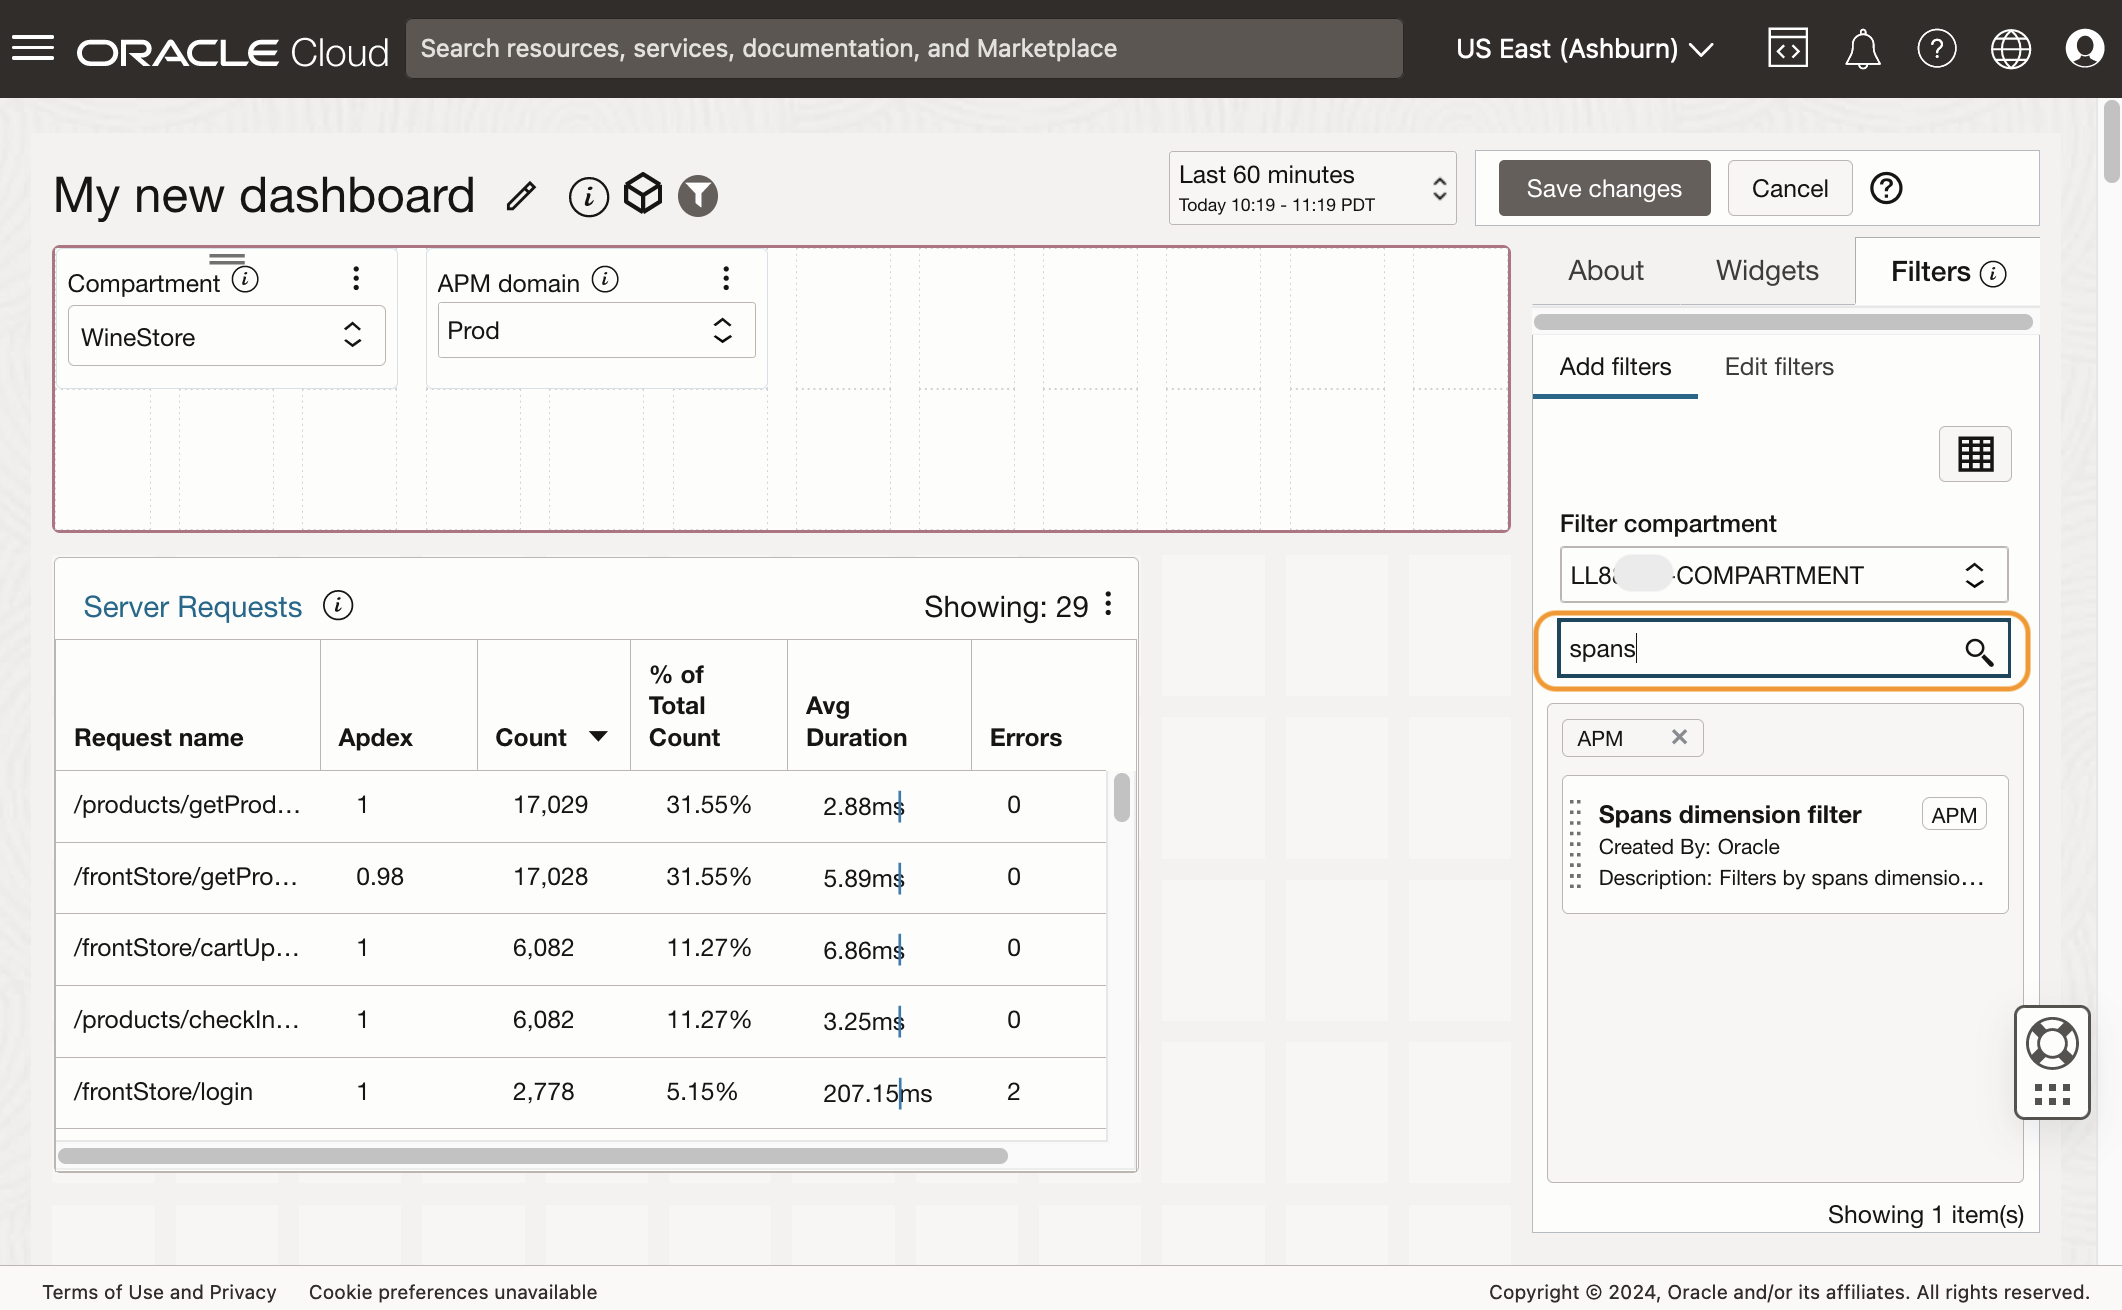 ORACLE Cloud
Search resources, services, documentation, and Marketplace
US East (Ashburn)
My new dashboard
Last 60 minutes
Today 10:19 - 11:19 PDT
Save changes
Cancel
Compartment
WineStore
APM domain
Prod
About
Widgets
Filters
Add filters
Edit filters
Filter compartment
-COMPARTMENT
spans
APM
Spans dimension filter
APM
Created By: Oracle
Description: Filters by spans dimensio...
Showing 1 item(s)
Server Requests
Showing: 29
Request name Apdex Count % of Total Count Avg Duration Errors
/products/getProd... 1 17,029 31.55% 2.88ms 0
/frontStore/getPro... 0.98 17,028 31.55% 5.89ms 0
/frontStore/cartUp... 1 6,082 11.27% 6.86ms 0
/products/checkIn... 1 6,082 11.27% 3.25ms 0
/frontStore/login 1 2,778 5.15% 207.15ms 2
Terms of Use and Privacy
Cookie preferences unavailable
Copyright © 2024, Oracle and/or its affiliates. All rights reserved.